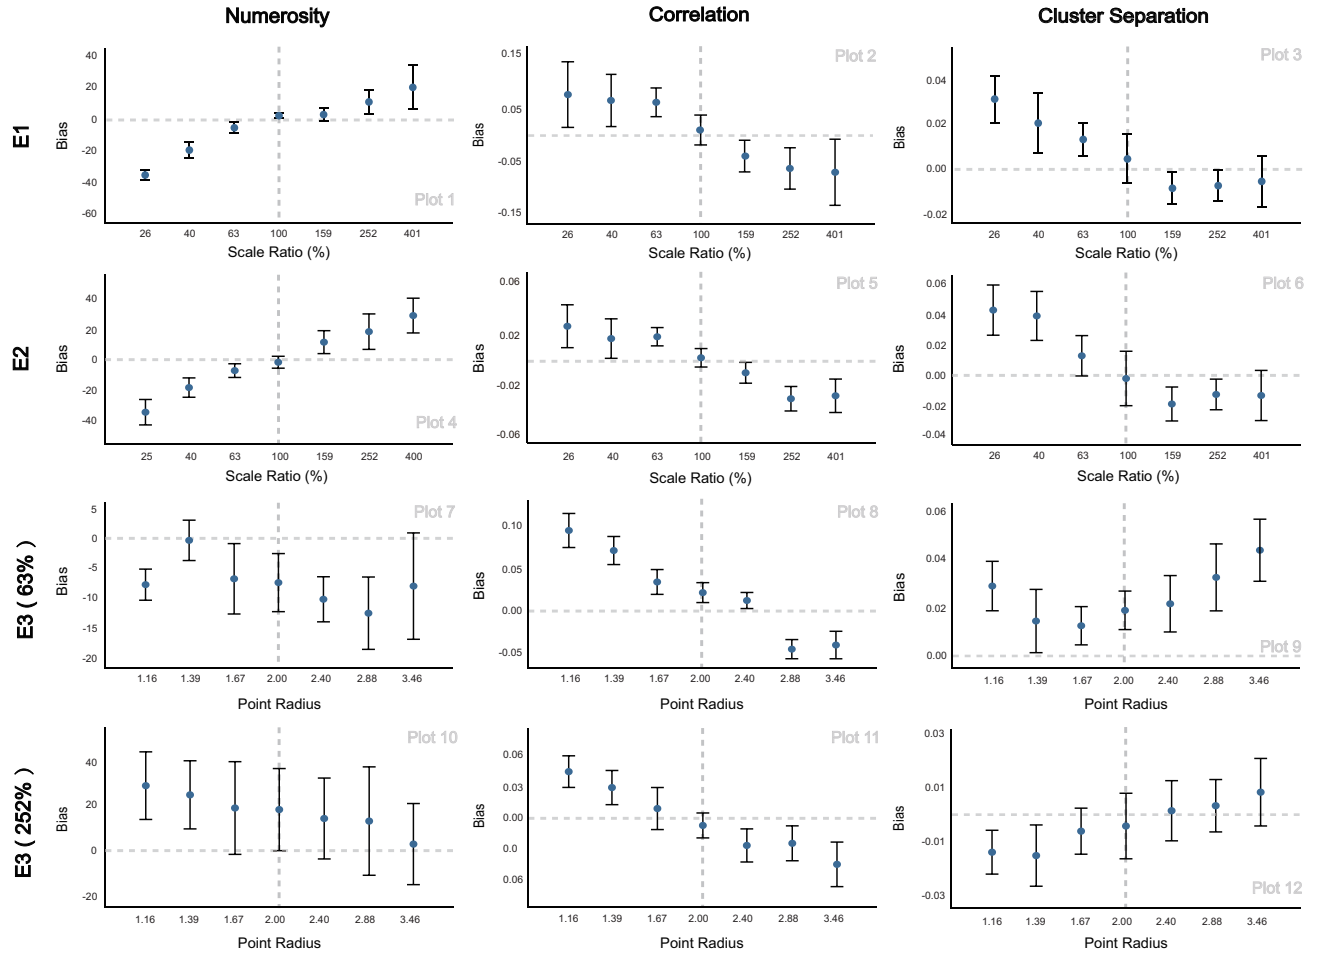 Numerosity Correlation Cluster Separation
E1
Bias
40
20
0
-20
-40
-60
Plot 1
26 40 63 100 159 252 401
Scale Ratio (%)
Bias
0.15
0.05
-0.05
-0.15
Plot 2
26 40 63 100 159 252 401
Scale Ratio (%)
Bias
0.04
0.02
0.00
-0.02
Plot 3
26 40 63 100 159 252 401
Scale Ratio (%)
E2
Bias
40
20
0
-20
-40
Plot 4
25 40 63 100 159 252 400
Scale Ratio (%)
Bias
0.06
0.02
-0.02
-0.06
Plot 5
26 40 63 100 159 252 401
Scale Ratio (%)
Bias
0.06
0.04
0.02
0.00
-0.02
-0.04
Plot 6
26 40 63 100 159 252 401
Scale Ratio (%)
E3 ( 63% )
Bias
5
0
-5
-10
-15
-20
Plot 7
1.16 1.39 1.67 2.00 2.40 2.88 3.46
Point Radius
Bias
0.10
0.05
0.00
-0.05
Plot 8
1.16 1.39 1.67 2.00 2.40 2.88 3.46
Point Radius
Bias
0.06
0.04
0.02
0.00
Plot 9
1.16 1.39 1.67 2.00 2.40 2.88 3.46
Point Radius
E3 ( 252% )
Bias
40
20
0
-20
Plot 10
1.16 1.39 1.67 2.00 2.40 2.88 3.46
Point Radius
Bias
0.06
0.03
0.00
0.0
0.06
Plot 11
1.16 1.39 1.67 2.00 2.40 2.88 3.46
Point Radius
Bias
0.03
0.01
-0.01
-0.03
Plot 12
1.16 1.39 1.67 2.00 2.40 2.88 3.46
Point Radius